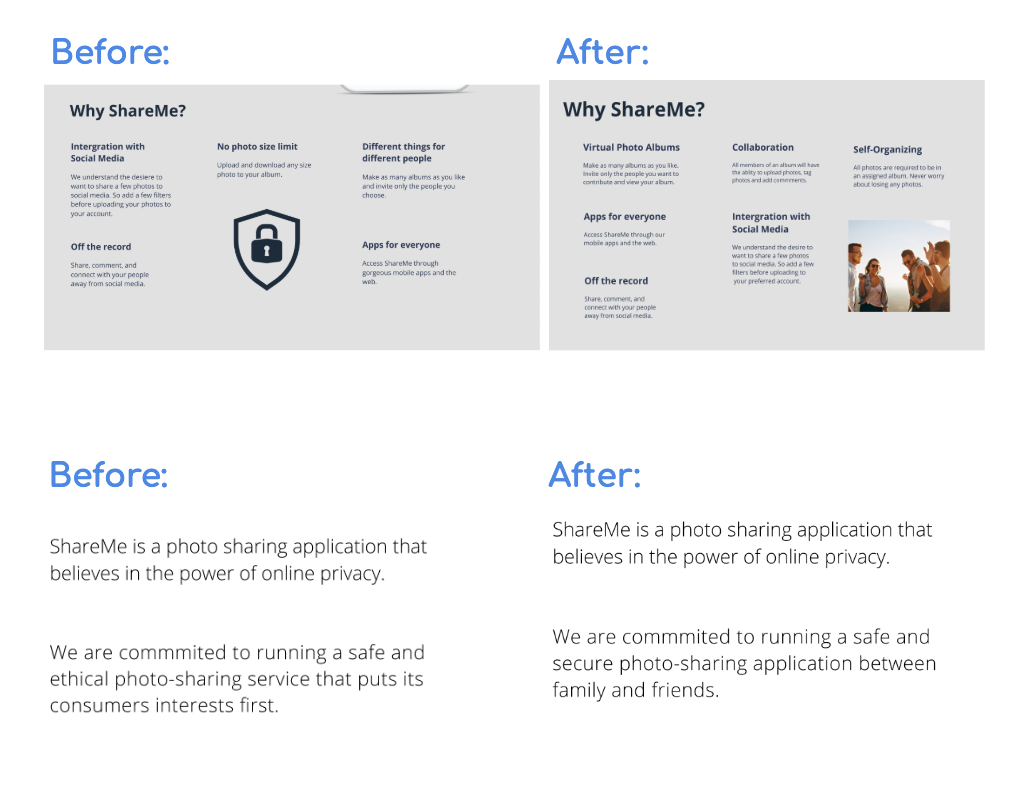 Before:
Why ShareMe?
Intergration with
Social Media
We understand the desiere to
want to share a few photos to
social media. So add a few filters
before uploading your photos to
your account.
Off the record
Share, comment, and
connect with your people
away from social media.
No photo size limit
Upload and download any size
photo to your album.
Different things for
different people
Make as many albums as you like
and invite only the people you
choose.
Apps for everyone
Access ShareMe through
gorgeous mobile apps and the
web.
After:
Why ShareMe?
Virtual Photo Albums
Make as many albums as you like.
Invite only the people you want to
contribute and view your album.
Apps for everyone
Access ShareMe through our
mobile apps and the web.
Off the record
Share, comment, and
connect with your people
away from social media.
Collaboration
All members of an album will have
the ablity to upload photos, tag
photos and add commnents.
Intergration with
Social Media
We understand the desire to
want to share a few photos
to social media. So add a few
filters before uploading to
your preferred account.
Self-Organizing
All photos are required to be in
an assigned album. Never worry
about losing any photos.
Before:
ShareMe is a photo sharing application that
believes in the power of online privacy.
We are commmited to running a safe and
ethical photo-sharing service that puts its
consumers interests first.
After:
ShareMe is a photo sharing application that
believes in the power of online privacy.
We are commmited to running a safe and
secure photo-sharing application between
family and friends.